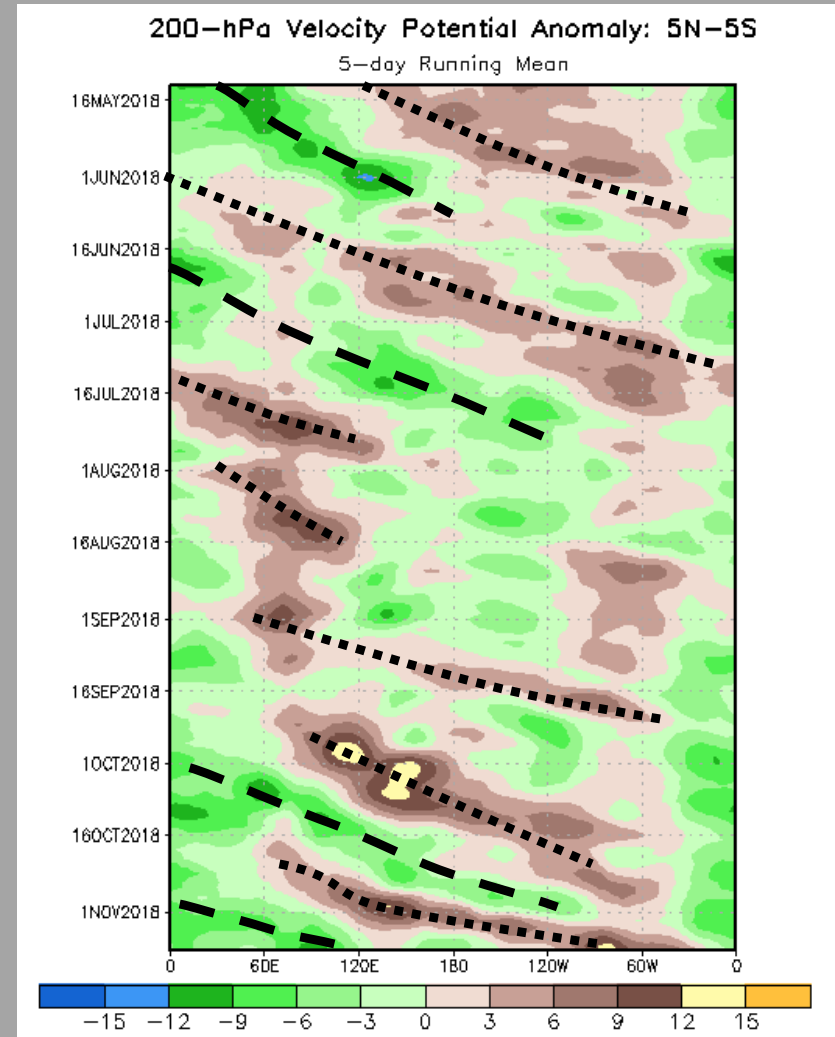 200-hPa Velocity Potential Anomaly: 5N-5S
5-day Running Mean
16MAY2018
1JUN2018
16JUN2018
1JUL2018
16JUL2018
1AUG2018
16AUG2018
1SEP2018
16SEP2018
1OCT2018
16OCT2018
1NOV2018
0 60E 120E 180 120W 60W 0
-15 -12 -9 -6 -3 0 3 6 9 12 15